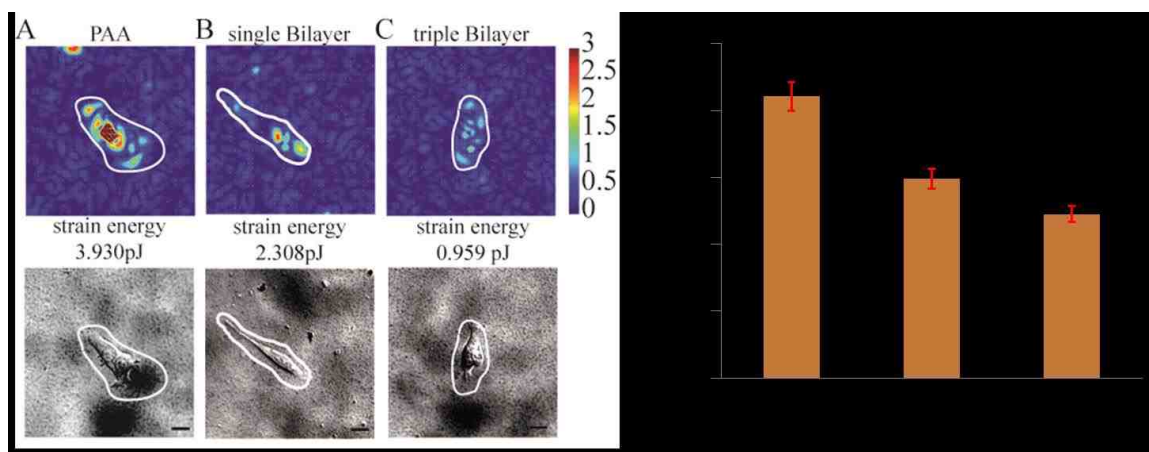 A PAA
B single Bilayer
C triple Bilayer
3
2.5
2
1.5
1
0.5
0
strain energy
3.930pJ
strain energy
2.308pJ
strain energy
0.959 pJ